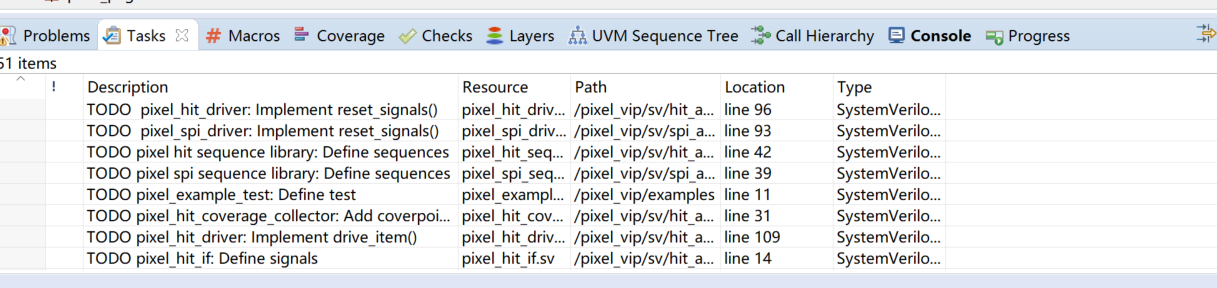 Problems Tasks Macros Coverage Checks Layers UVM Sequence Tree Call Hierarchy Console Progress
51 items
! Description Resource Path Location Type
TODO pixel_hit_driver: Implement reset_signals() pixel_hit_driv... /pixel_vip/sv/hit_a... line 96 SystemVerilo...
TODO pixel_spi_driver: Implement reset_signals() pixel_spi_driv... /pixel_vip/sv/spi_a... line 93 SystemVerilo...
TODO pixel hit sequence library: Define sequences pixel_hit_seq... /pixel_vip/sv/hit_a... line 42 SystemVerilo...
TODO pixel spi sequence library: Define sequences pixel_spi_seq... /pixel_vip/sv/spi_a... line 39 SystemVerilo...
TODO pixel_example_test: Define test pixel_exampl... /pixel_vip/examples line 11 SystemVerilo...
TODO pixel_hit_coverage_collector: Add coverpoi... pixel_hit_cov... /pixel_vip/sv/hit_a... line 31 SystemVerilo...
TODO pixel_hit_driver: Implement drive_item() pixel_hit_driv... /pixel_vip/sv/hit_a... line 109 SystemVerilo...
TODO pixel_hit_if: Define signals pixel_hit_if.sv /pixel_vip/sv/hit_a... line 14 SystemVerilo...